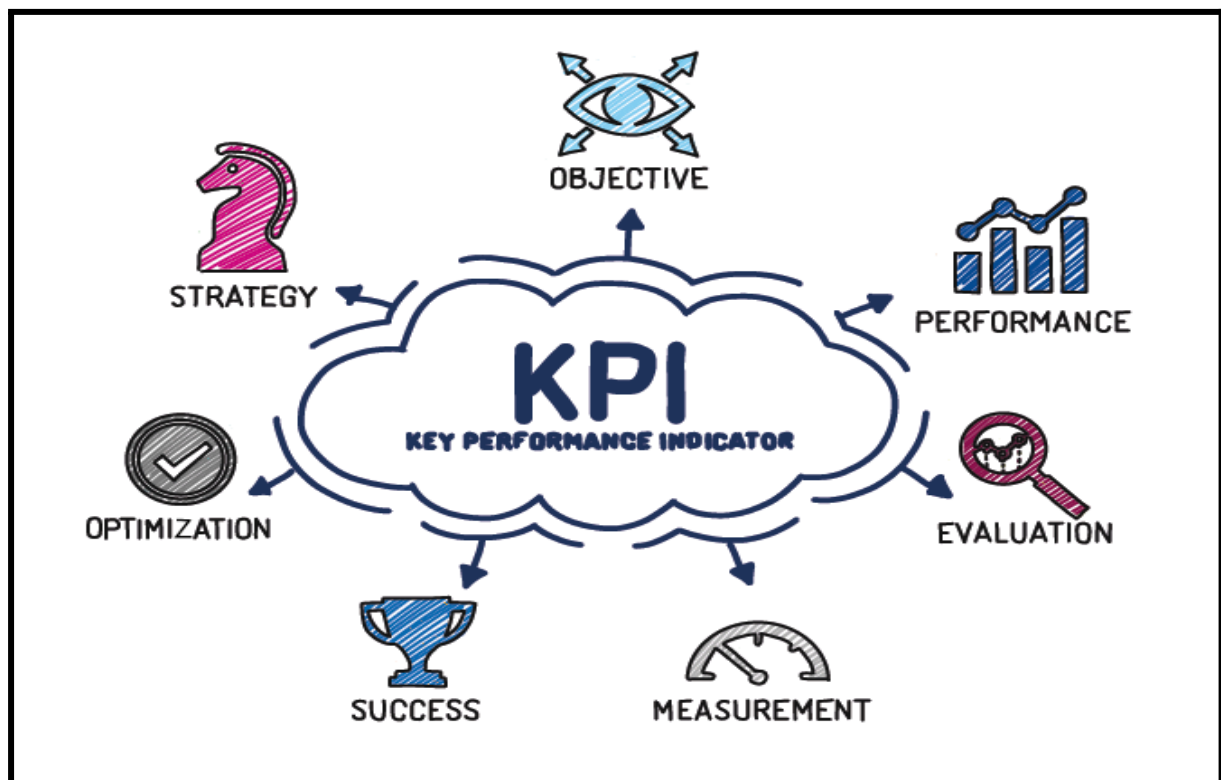 OBJECTIVE
STRATEGY
PERFORMANCE
KPI
KEY PERFORMANCE INDICATOR
OPTIMIZATION
EVALUATION
SUCCESS
MEASUREMENT